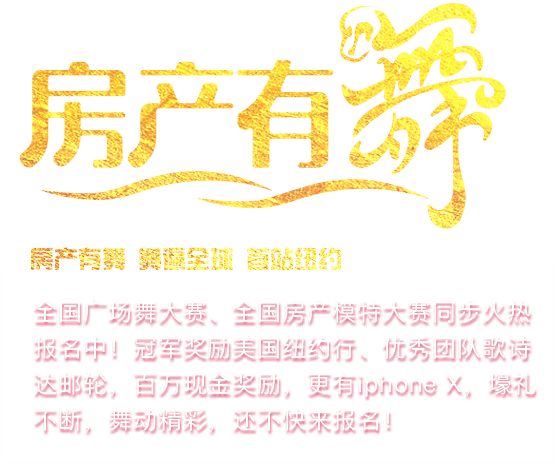 房产有舞
房产有舞 舞遍全城 首站纽约
全国广场舞大赛、全国房产模特大赛同步火热
报名中！冠军奖励美国纽约行、优秀团队歌诗
达邮轮，百万现金奖励，更有iphone X，壕礼
不断，舞动精彩，还不快来报名！